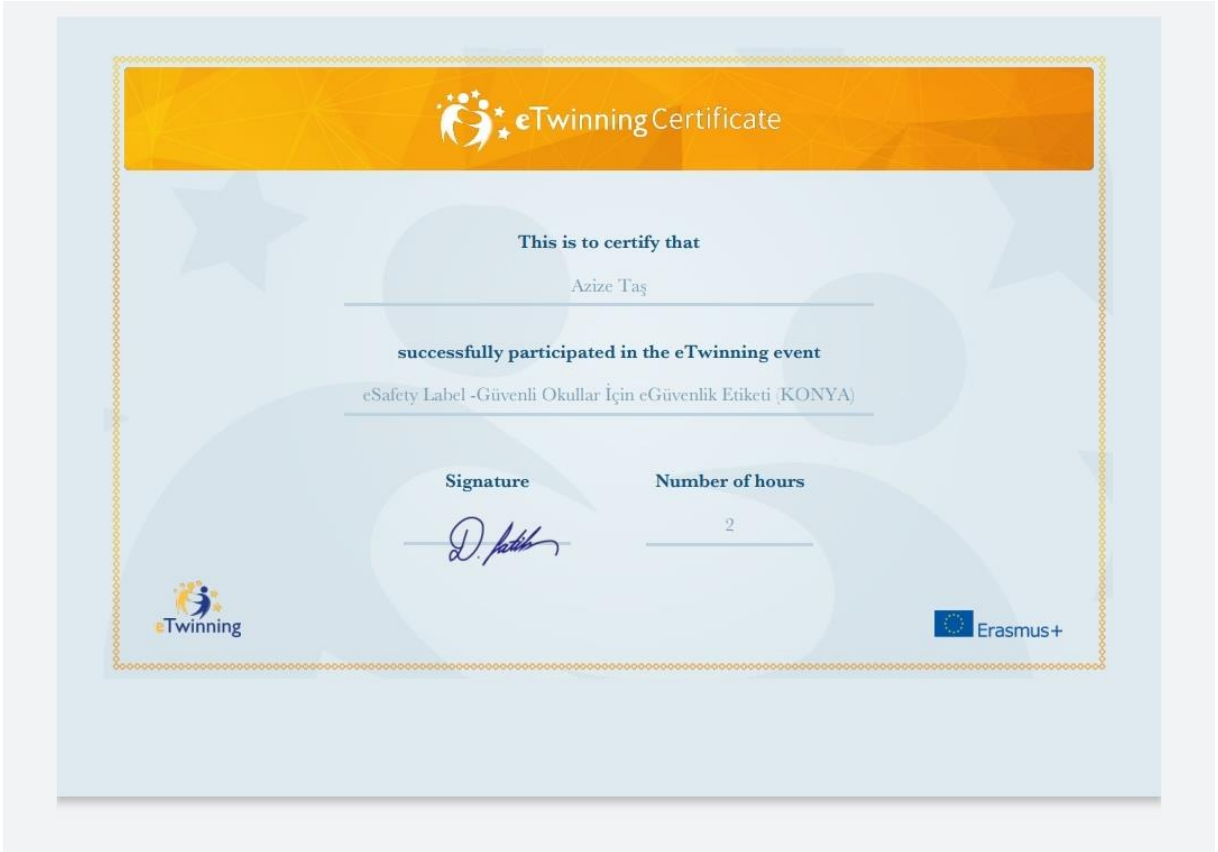 eTwinning Certificate
This is to certify that
Azize Taş
successfully participated in the eTwinning event
eSafety Label -Güvenli Okullar İçin eGüvenlik Etiketi (KONYA)
Signature Number of hours
D. Fatih 2
eTwinning
Erasmus+